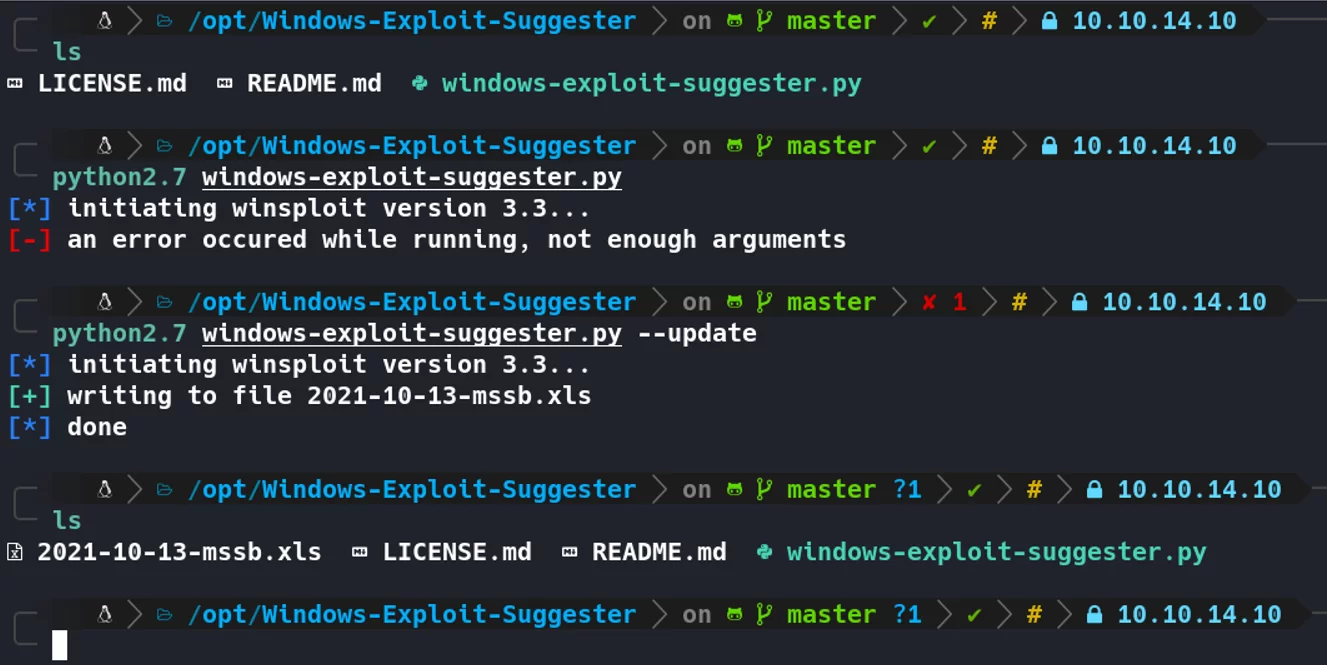 /opt/Windows-Exploit-Suggester on master ✔ # 10.10.14.10
ls
LICENSE.md README.md windows-exploit-suggester.py
/opt/Windows-Exploit-Suggester on master ✔ # 10.10.14.10
python2.7 windows-exploit-suggester.py
[*] initiating winsploit version 3.3...
[-] an error occured while running, not enough arguments
/opt/Windows-Exploit-Suggester on master ✘ 1 # 10.10.14.10
python2.7 windows-exploit-suggester.py --update
[*] initiating winsploit version 3.3...
[+] writing to file 2021-10-13-mssb.xls
[*] done
/opt/Windows-Exploit-Suggester on master ?1 ✔ # 10.10.14.10
ls
2021-10-13-mssb.xls LICENSE.md README.md windows-exploit-suggester.py
/opt/Windows-Exploit-Suggester on master ?1 ✔ # 10.10.14.10